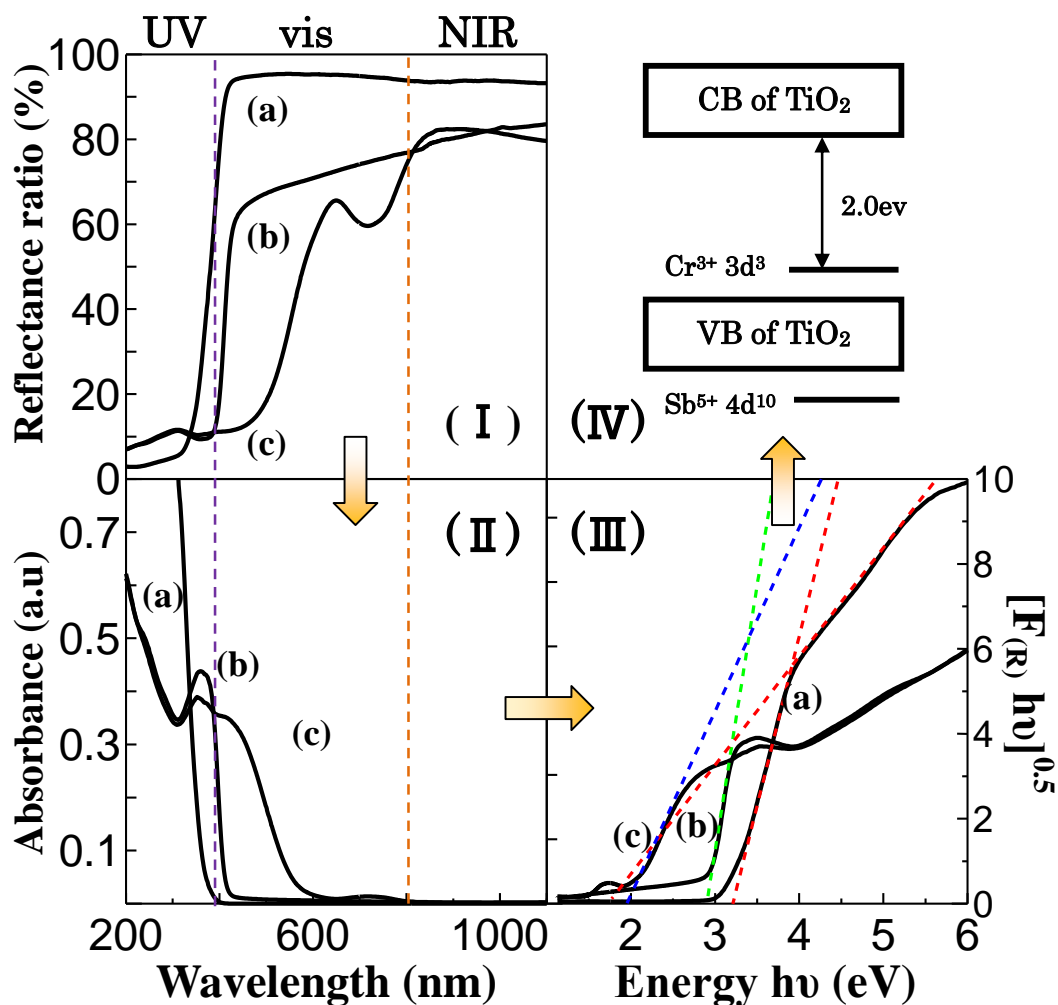 UV vis NIR
Reflectance ratio (%)
100
80
60
40
20
0
(a)
(b)
(c)
(Ⅰ)
CB of TiO₂
2.0ev
Cr³⁺ 3d³
VB of TiO₂
Sb⁵⁺ 4d¹⁰
(Ⅳ)
Absorbance (a.u)
0.7
0.5
0.3
0.1
(a)
(b)
(c)
(Ⅱ)
200 600 1000
Wavelength (nm)
(Ⅲ)
(a)
(b)
(c)
10
8
6
4
2
0
[F₍R₎ hυ]⁰·⁵
2 3 4 5 6
Energy hυ (eV)